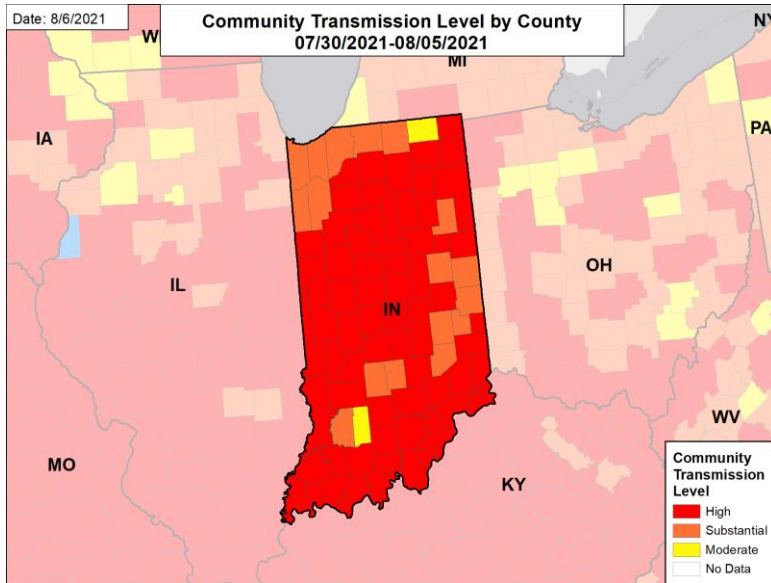 Date: 8/6/2021
Community Transmission Level by County
07/30/2021-08/05/2021
W
NY
MI
IA
PA
OH
IL
IN
WV
MO
KY
Community
Transmission
Level
High
Substantial
Moderate
No Data